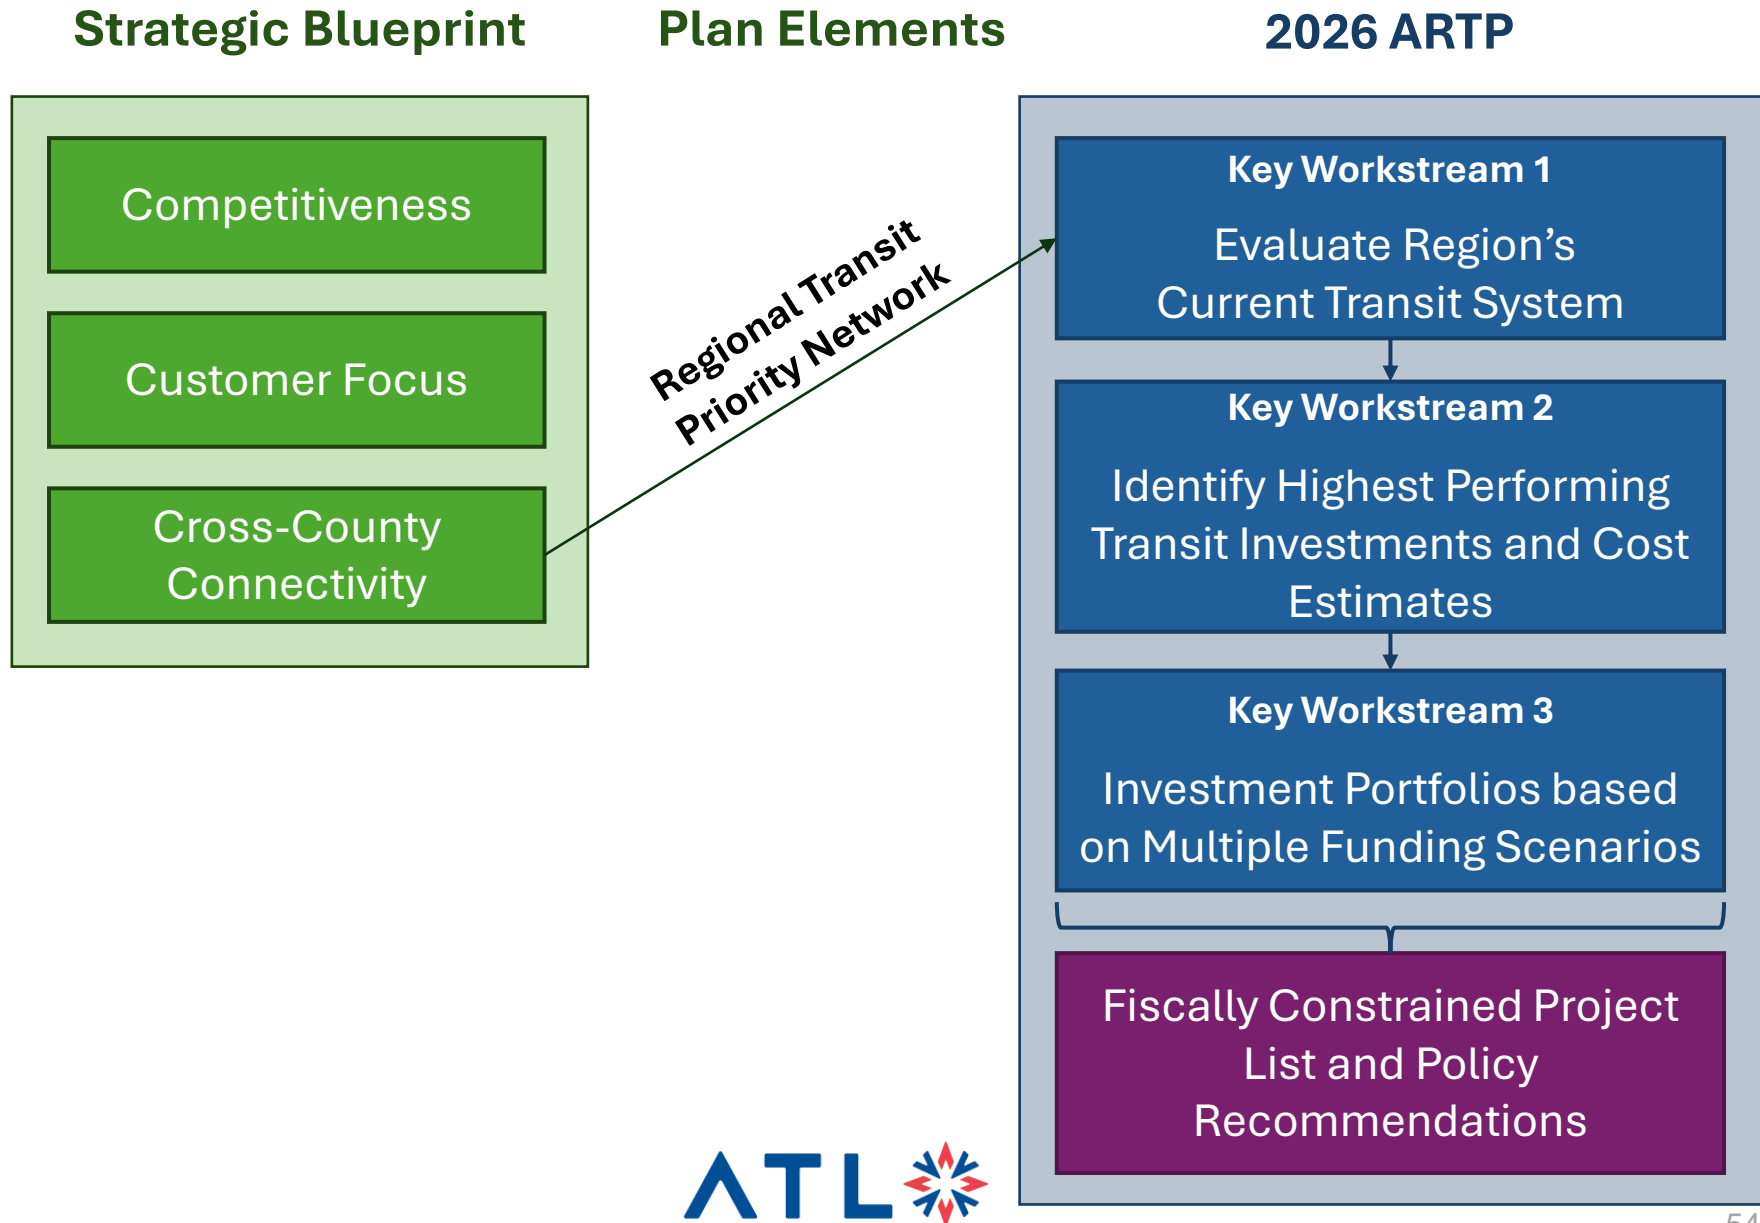 Strategic Blueprint
Plan Elements
2026 ARTP
Competitiveness
Customer Focus
Cross-County
Connectivity
Regional Transit
Priority Network
Key Workstream 1
Evaluate Region’s
Current Transit System
Key Workstream 2
Identify Highest Performing
Transit Investments and Cost
Estimates
Key Workstream 3
Investment Portfolios based
on Multiple Funding Scenarios
Fiscally Constrained Project
List and Policy
Recommendations
ATL
54